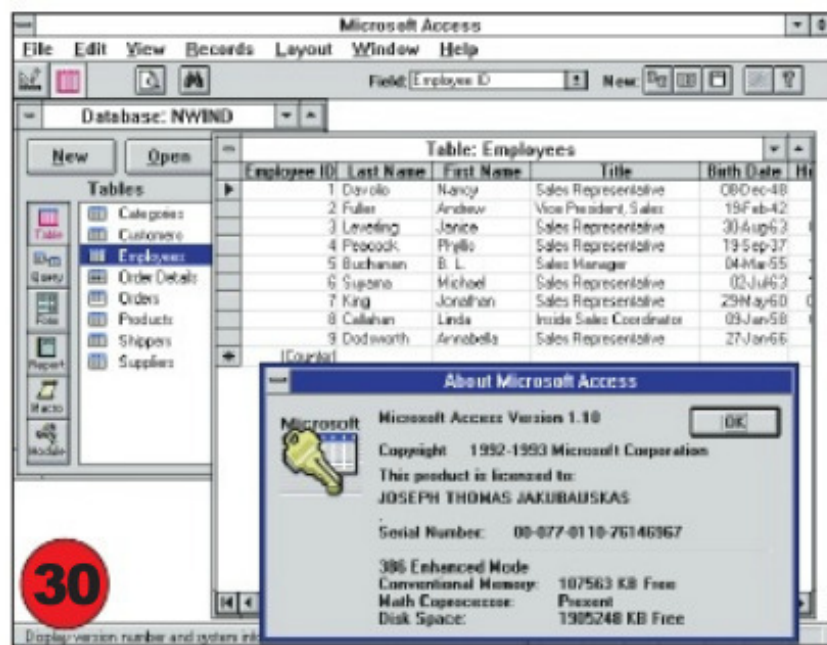 Microsoft Access
File Edit View Records Layout Window Help
Field: Employee ID New:
Database: NWIND
New Open
Tables
Table
Query
Form
Report
Macro
Module
Categories
Customers
Employees
Order Details
Orders
Products
Shippers
Suppliers
Table: Employees
Employee ID Last Name First Name Title Birth Date Hi
1 Davolio Nancy Sales Representative 08-Dec-48
2 Fuller Andrew Vice President, Sales 19-Feb-42
3 Leverling Janice Sales Representative 30-Aug-63
4 Peacock Phyllis Sales Representative 19-Sep-37
5 Buchanan B. L. Sales Manager 04-Mar-55
6 Suyama Michael Sales Representative 02-Jul-63
7 King Jonathan Sales Representative 29-May-60
8 Callahan Linda Inside Sales Coordinator 09-Jan-58
9 Dodsworth Annabella Sales Representative 27-Jan-66
(Counter)
About Microsoft Access
Microsoft
Microsoft Access Version 1.10
OK
Copyright 1992-1993 Microsoft Corporation
This product is licensed to:
JOSEPH THOMAS JAKUBAUSKAS
.
Serial Number: 00-077-0110-76146967
386 Enhanced Mode
Conventional Memory: 107563 KB Free
Math Coprocessor: Present
Disk Space: 1905248 KB Free
30
Display version number and system info